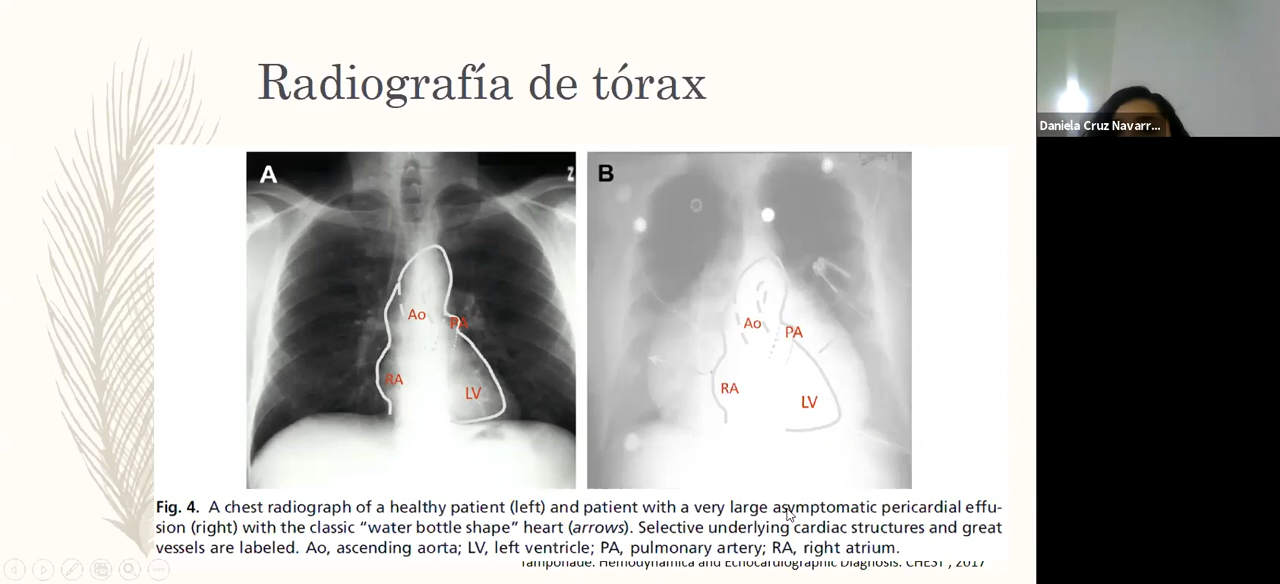 Radiografía de tórax
Daniela Cruz Navarr...
A
Z
Ao
PA
RA
LV
B
Ao
PA
RA
LV
Fig. 4. A chest radiograph of a healthy patient (left) and patient with a very large asymptomatic pericardial effu-
sion (right) with the classic “water bottle shape” heart (arrows). Selective underlying cardiac structures and great
vessels are labeled. Ao, ascending aorta; LV, left ventricle; PA, pulmonary artery; RA, right atrium.
Tamponade: Hemodynamica and Echocardiographic Diagnosis. CHEST , 2017